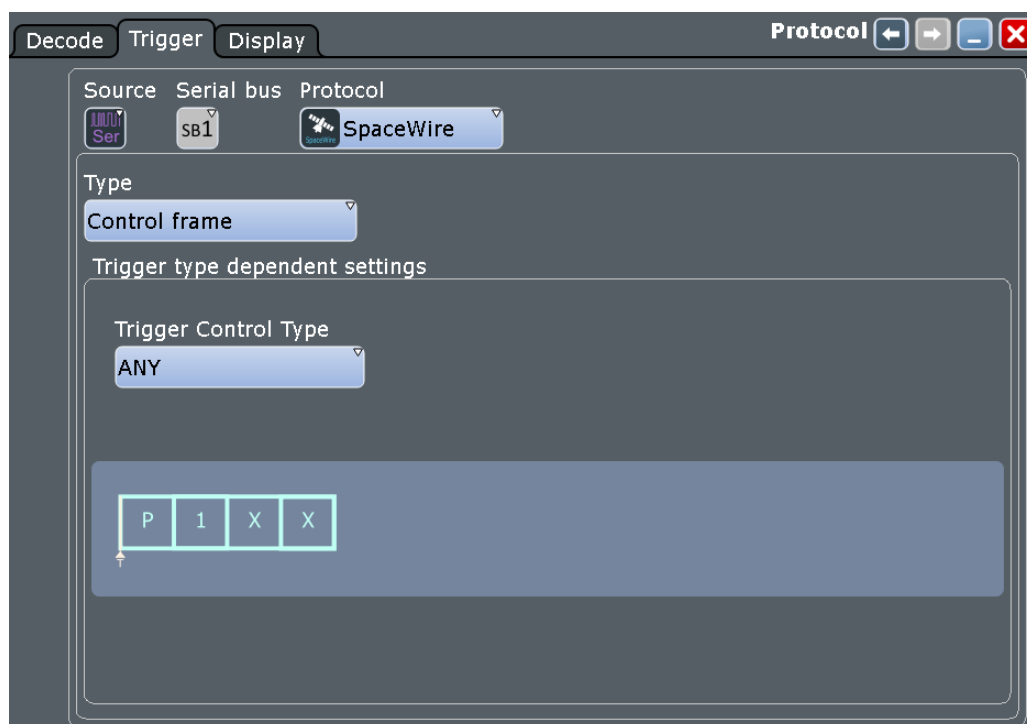 Decode Trigger Display Protocol
Source Serial bus Protocol
Ser SB1 SpaceWire SpaceWire
Type
Control frame
Trigger type dependent settings
Trigger Control Type
ANY
P 1 X X
T